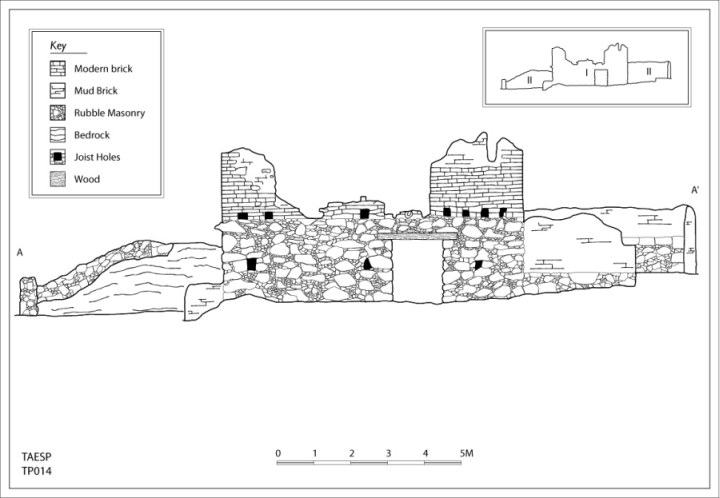 Key
Modern brick
Mud Brick
Rubble Masonry
Bedrock
Joist Holes
Wood
II
I
II
A
A'
TAESP
TP014
0 1 2 3 4 5M